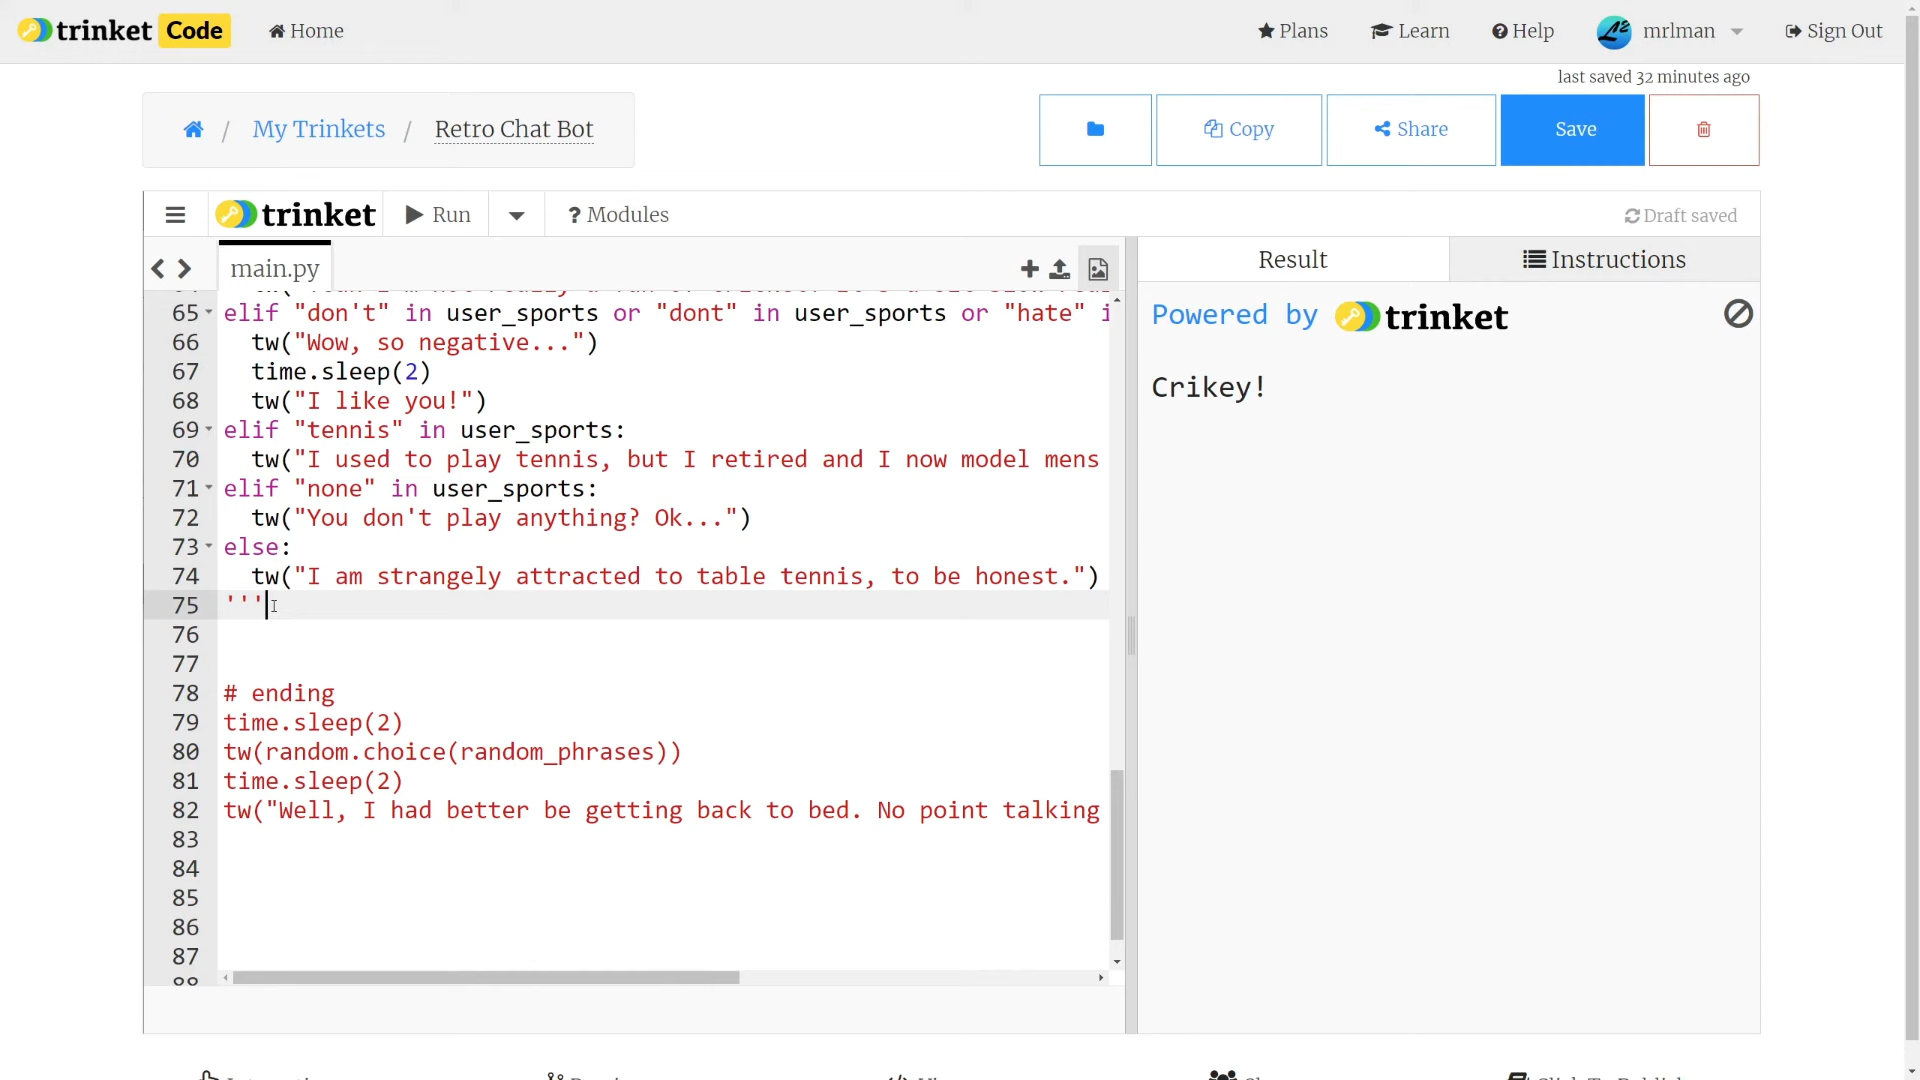 trinket Code Home Plans Learn Help mrlman Sign Out
last saved 32 minutes ago
/ My Trinkets / Retro Chat Bot Copy Share Save
trinket Run ? Modules Draft saved
main.py Result Instructions
65 elif "don't" in user_sports or "dont" in user_sports or "hate" i
Powered by trinket
66 tw("Wow, so negative...")
67 time.sleep(2)
Crikey!
68 tw("I like you!")
69 elif "tennis" in user_sports:
70 tw("I used to play tennis, but I retired and I now model mens
71 elif "none" in user_sports:
72 tw("You don't play anything? Ok...")
73 else:
74 tw("I am strangely attracted to table tennis, to be honest.")
75 '''
76
77
78 # ending
79 time.sleep(2)
80 tw(random.choice(random_phrases))
81 time.sleep(2)
82 tw("Well, I had better be getting back to bed. No point talking
83
84
85
86
87
88